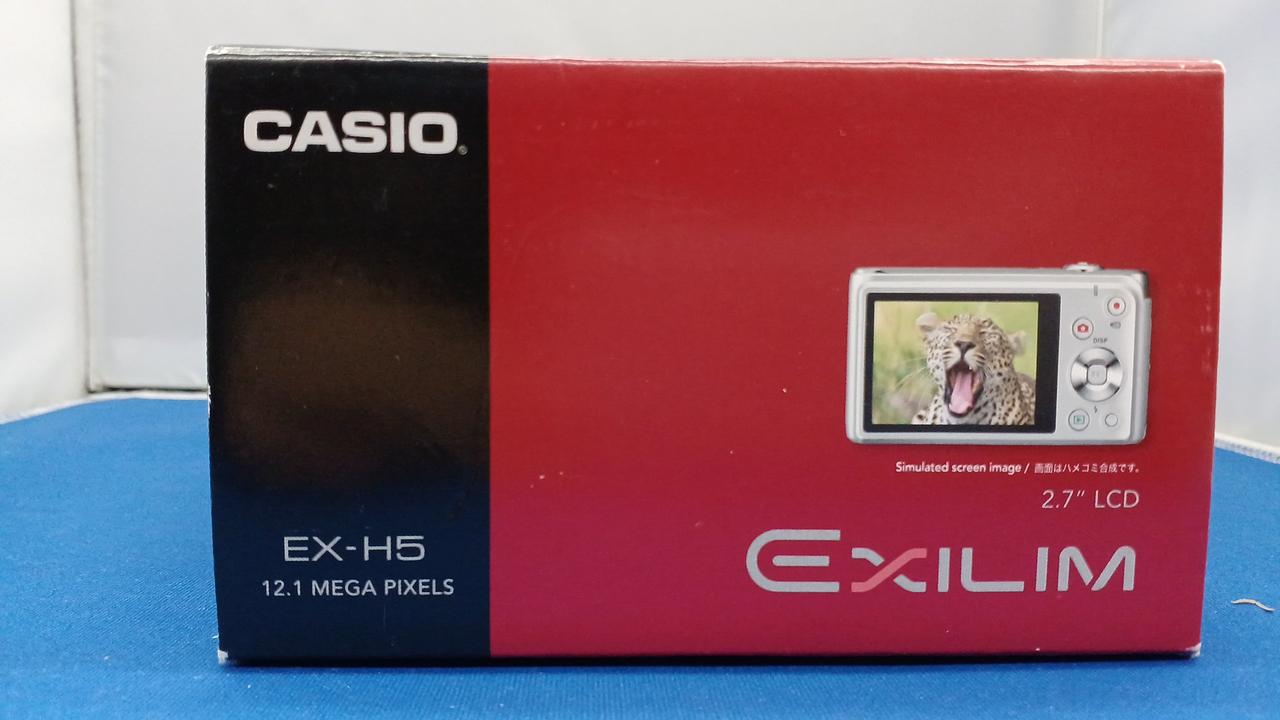 CASIO
Simulated screen image / 画面はハメコミ合成です。
2.7" LCD
EX-H5
12.1 MEGA PIXELS
EXILIM
DISP